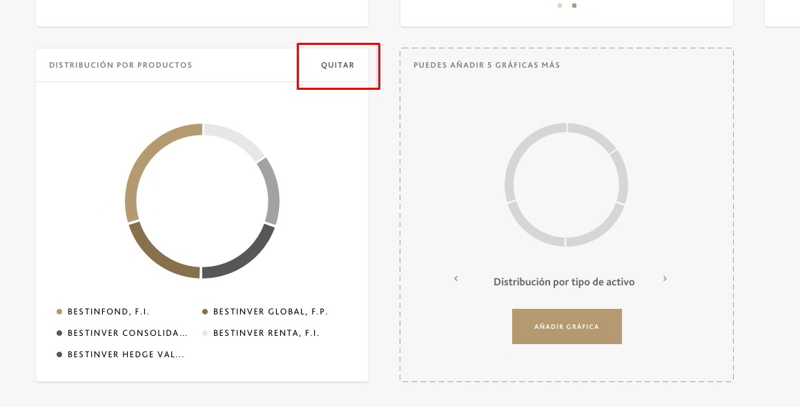 DISTRIBUCIÓN POR PRODUCTOS
QUITAR
BESTINFOND, F.I.
BESTINVER GLOBAL, F.P.
BESTINVER CONSOLIDA...
BESTINVER RENTA, F.I.
BESTINVER HEDGE VAL...
PUEDES AÑADIR 5 GRÁFICAS MÁS
Distribución por tipo de activo
AÑADIR GRÁFICA